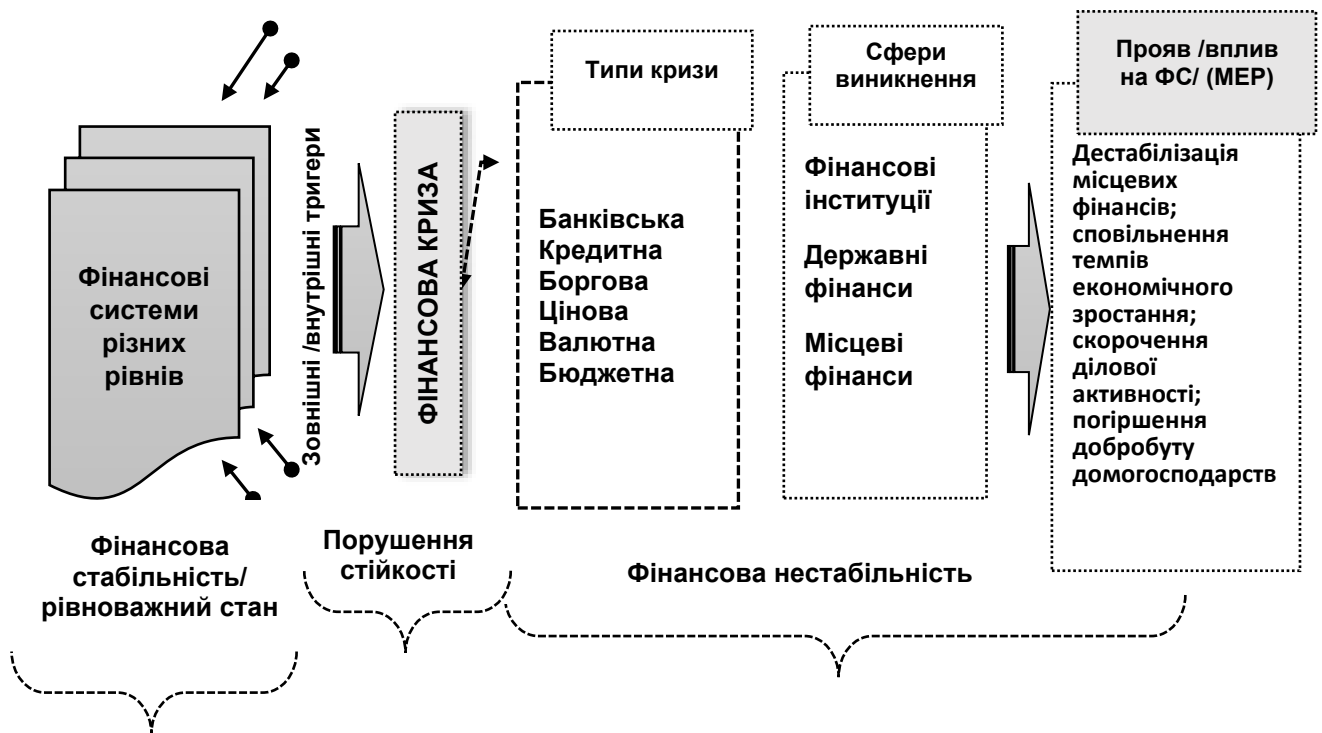 Фінансові
системи
різних
рівнів
Зовнішні /внутрішні тригери
ФІНАНСОВА КРИЗА
Типи кризи
Банківська
Кредитна
Боргова
Цінова
Валютна
Бюджетна
Сфери
виникнення
Фінансові
інституції
Державні
фінанси
Місцеві
фінанси
Прояв /вплив
на ФС/ (МЕР)
Дестабілізація
місцевих
фінансів;
сповільнення
темпів
економічного
зростання;
скорочення
ділової
активності;
погіршення
добробуту
домогосподарств
Фінансова
стабільність/
рівноважний стан
Порушення
стійкості
Фінансова нестабільність